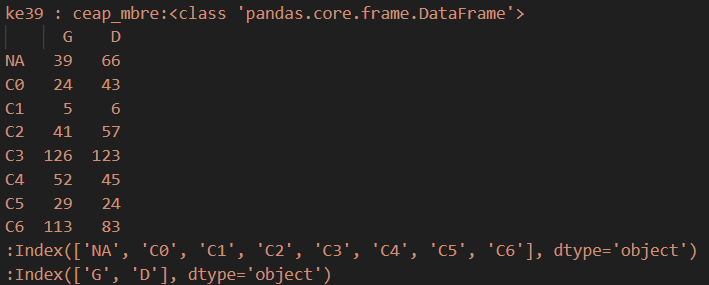 ke39 : ceap_mbre:<class 'pandas.core.frame.DataFrame'>
      G    D
NA   39   66
C0   24   43
C1    5    6
C2   41   57
C3  126  123
C4   52   45
C5   29   24
C6  113   83
:Index(['NA', 'C0', 'C1', 'C2', 'C3', 'C4', 'C5', 'C6'], dtype='object')
:Index(['G', 'D'], dtype='object')